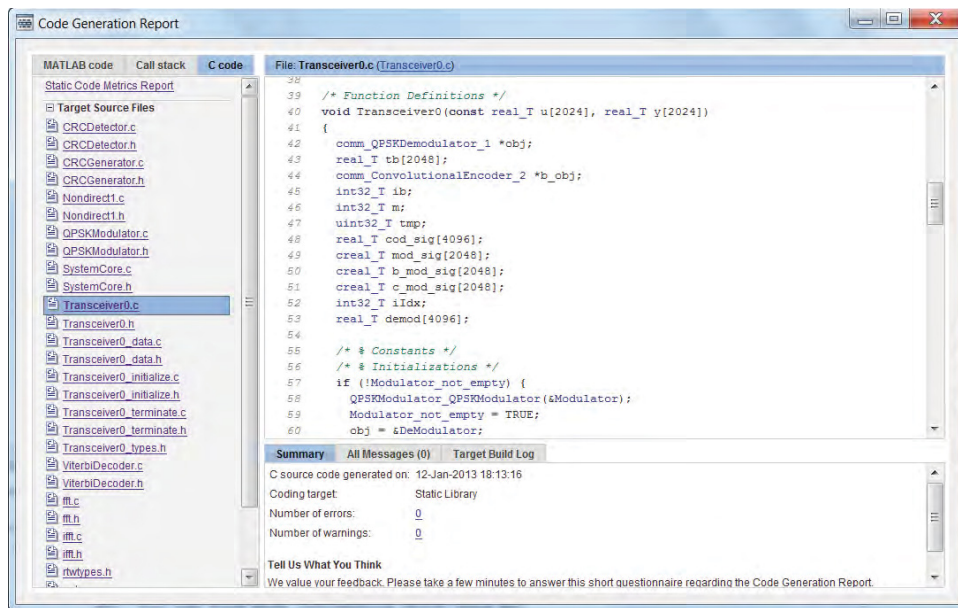 Code Generation Report
MATLAB code Call stack C code
Static Code Metrics Report
Target Source Files
CRCDetector.c
CRCDetector.h
CRCGenerator.c
CRCGenerator.h
Nondirect1.c
Nondirect1.h
QPSKModulator.c
QPSKModulator.h
SystemCore.c
SystemCore.h
Transceiver0.c
Transceiver0.h
Transceiver0_data.c
Transceiver0_data.h
Transceiver0_initialize.c
Transceiver0_initialize.h
Transceiver0_terminate.c
Transceiver0_terminate.h
Transceiver0_types.h
ViterbiDecoder.c
ViterbiDecoder.h
fft.c
fft.h
ifft.c
ifft.h
rtwtypes.h
File: Transceiver0.c (Transceiver0.c)
38
39 /* Function Definitions */
40 void Transceiver0(const real_T u[2024], real_T y[2024])
41 {
42 comm_QPSKDemodulator_1 *obj;
43 real_T tb[2048];
44 comm_ConvolutionalEncoder_2 *b_obj;
45 int32_T ib;
46 int32_T m;
47 uint32_T tmp;
48 real_T cod_sig[4096];
49 creal_T mod_sig[2048];
50 creal_T b_mod_sig[2048];
51 creal_T c_mod_sig[2048];
52 int32_T iIdx;
53 real_T demod[4096];
54
55 /* % Constants */
56 /* % Initializations */
57 if (!Modulator_not_empty) {
58 QPSKModulator_QPSKModulator(&Modulator);
59 Modulator_not_empty = TRUE;
60 obj = &DeModulator;
Summary All Messages (0) Target Build Log
C source code generated on: 12-Jan-2013 18:13:16
Coding target: Static Library
Number of errors: 0
Number of warnings: 0
Tell Us What You Think
We value your feedback. Please take a few minutes to answer this short questionnaire regarding the Code Generation Report.